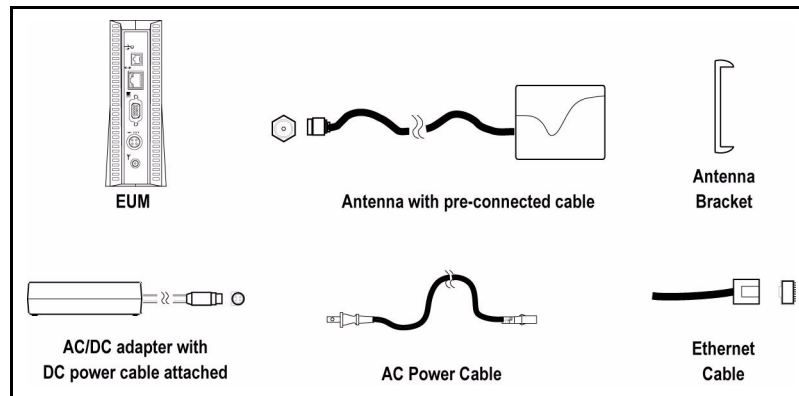 EUM
Antenna with pre-connected cable
Antenna
Bracket
AC/DC adapter with
DC power cable attached
AC Power Cable
Ethernet
Cable